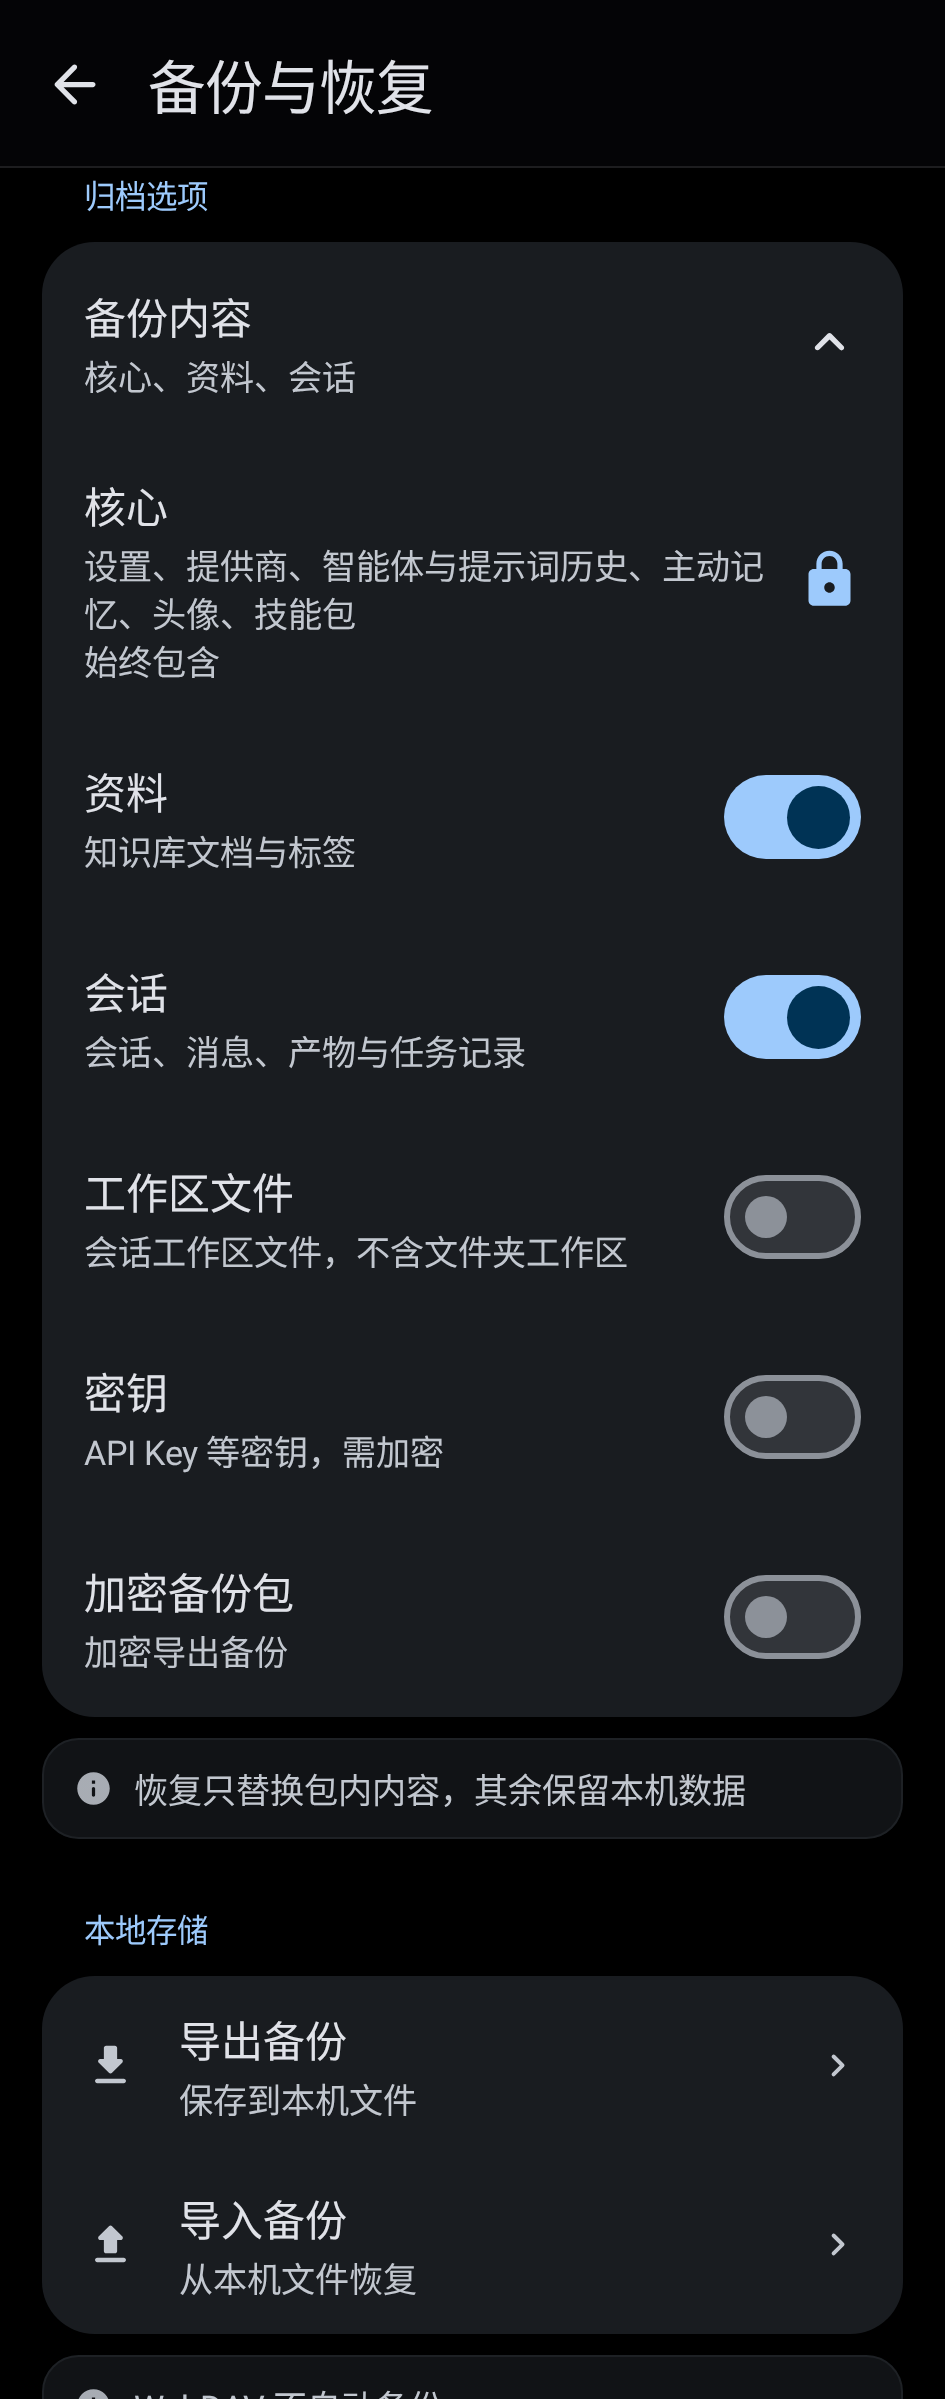 备份与恢复
归档选项
备份内容
核心、资料、会话
核心
设置、提供商、智能体与提示词历史、主动记
忆、头像、技能包
始终包含
资料
知识库文档与标签
会话
会话、消息、产物与任务记录
工作区文件
会话工作区文件，不含文件夹工作区
密钥
API Key 等密钥，需加密
加密备份包
加密导出备份
恢复只替换包内内容，其余保留本机数据
本地存储
导出备份
保存到本机文件
导入备份
从本机文件恢复